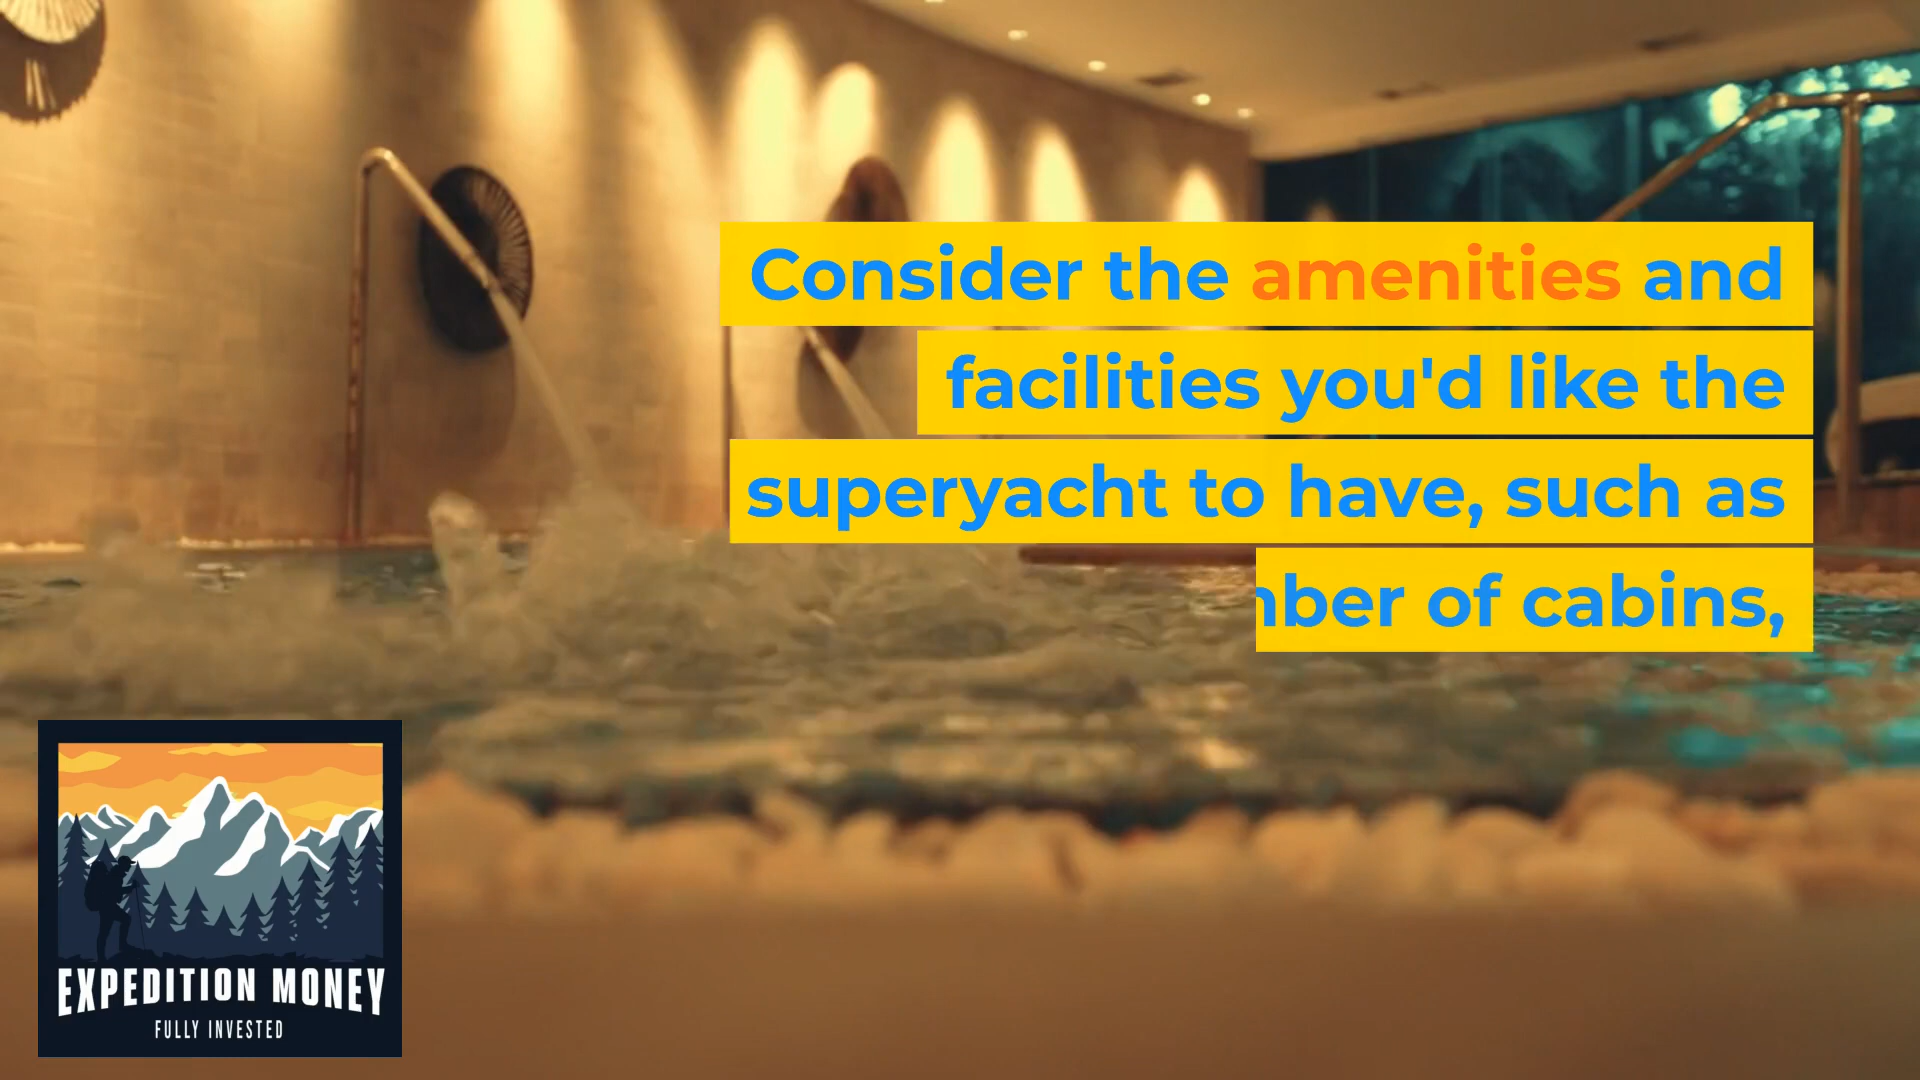 Consider the amenities and
facilities you'd like the
superyacht to have, such as
of cabins,
EXPEDITION MONEY
FULLY INVESTED